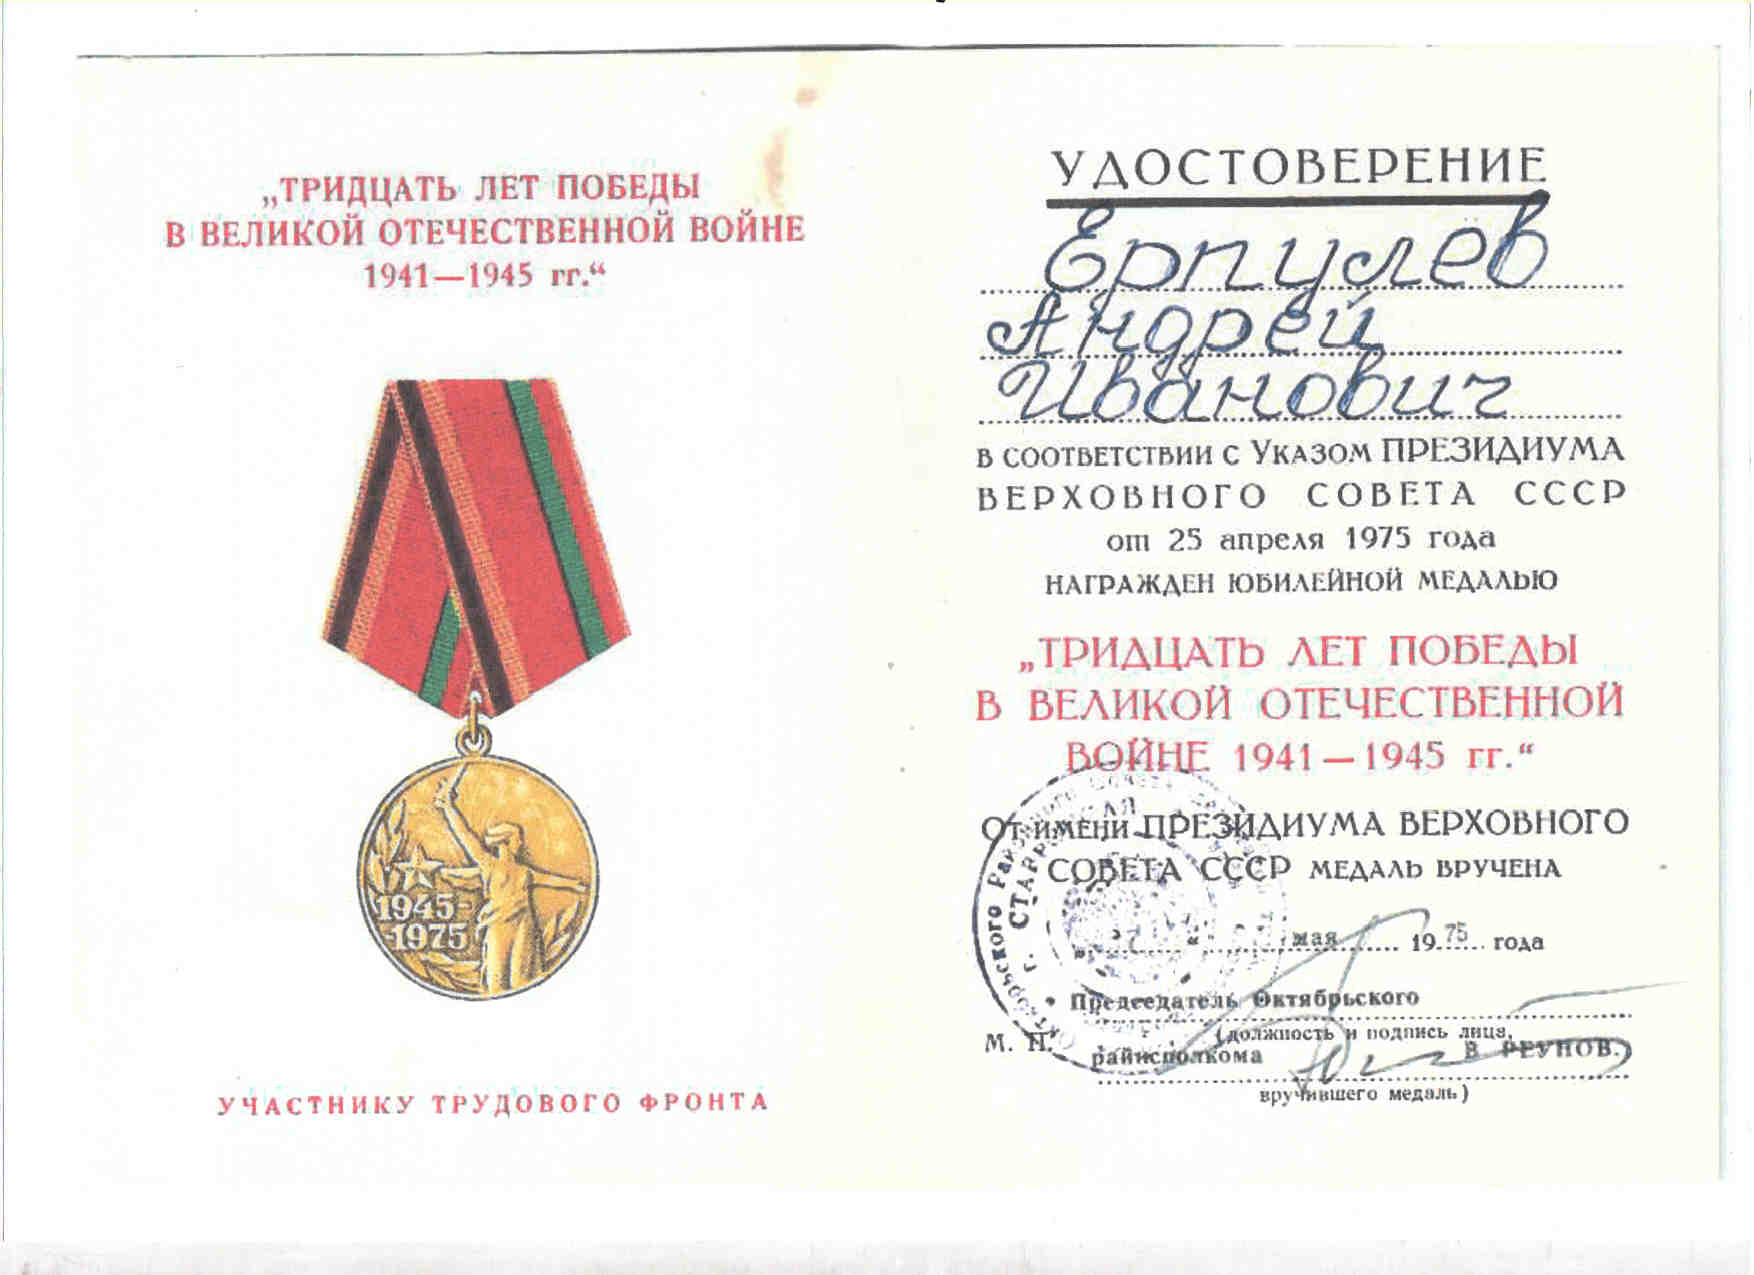 „ТРИДЦАТЬ ЛЕТ ПОБЕДЫ
В ВЕЛИКОЙ ОТЕЧЕСТВЕННОЙ ВОЙНЕ
1941—1945 гг.“
1945-
-1975
УЧАСТНИКУ ТРУДОВОГО ФРОНТА
УДОСТОВЕРЕНИЕ
Ерпулев
Андрей
Иванович
В СООТВЕТСТВИИ С УКАЗОМ ПРЕЗИДИУМА
ВЕРХОВНОГО СОВЕТА СССР
от 25 апреля 1975 года
НАГРАЖДЕН ЮБИЛЕЙНОЙ МЕДАЛЬЮ
„ТРИДЦАТЬ ЛЕТ ПОБЕДЫ
В ВЕЛИКОЙ ОТЕЧЕСТВЕННОЙ
ВОЙНЕ 1941—1945 гг.“
ОТ ИМЕНИ ПРЕЗИДИУМА ВЕРХОВНОГО
СОВЕТА СССР МЕДАЛЬ ВРУЧЕНА
мая 1975 года
Председатель Октябрьского
М. П. (должность и подпись лица,
райисполкома В РЕУНОВ.
вручившего медаль)